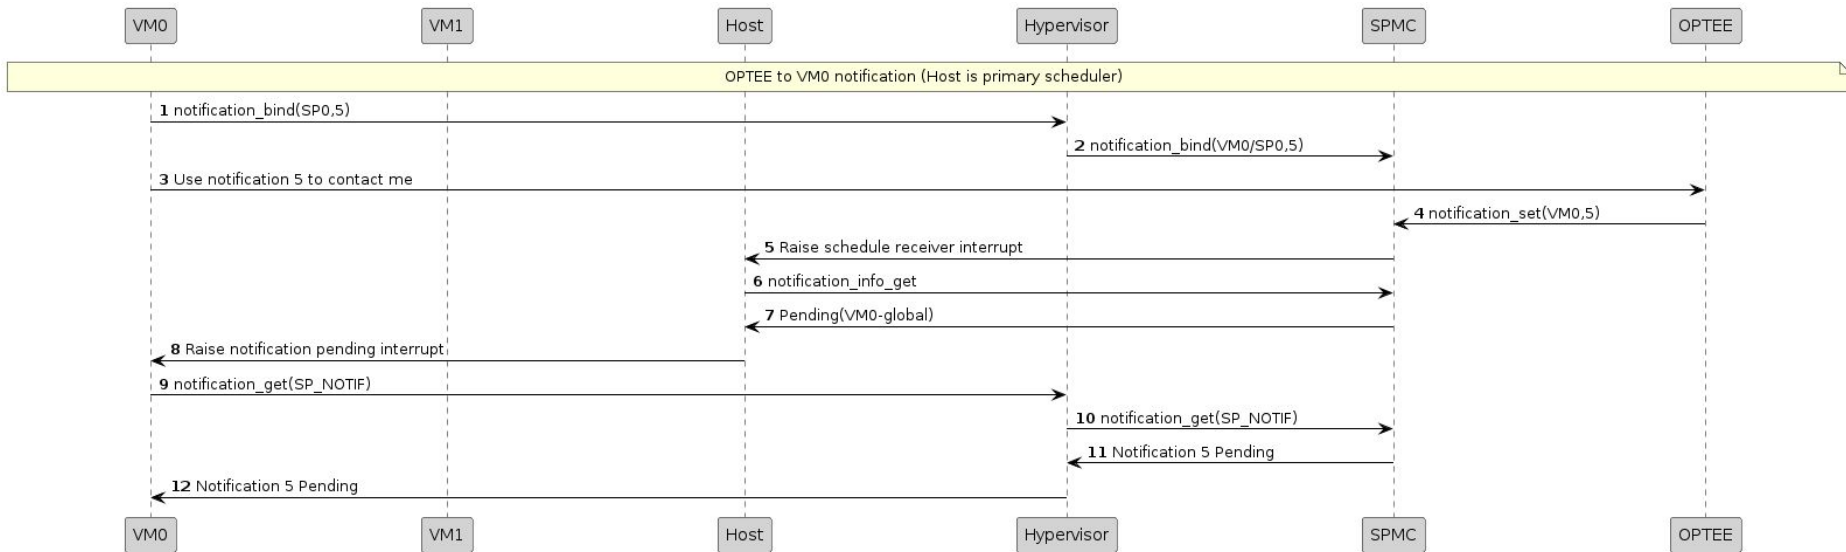 VM0 VM1 Host Hypervisor SPMC OPTEE
OPTEE to VM0 notification (Host is primary scheduler)
1 notification_bind(SP0,5)
2 notification_bind(VM0/SP0,5)
3 Use notification 5 to contact me
4 notification_set(VM0,5)
5 Raise schedule receiver interrupt
6 notification_info_get
7 Pending(VM0-global)
8 Raise notification pending interrupt
9 notification_get(SP_NOTIF)
10 notification_get(SP_NOTIF)
11 Notification 5 Pending
12 Notification 5 Pending
VM0 VM1 Host Hypervisor SPMC OPTEE